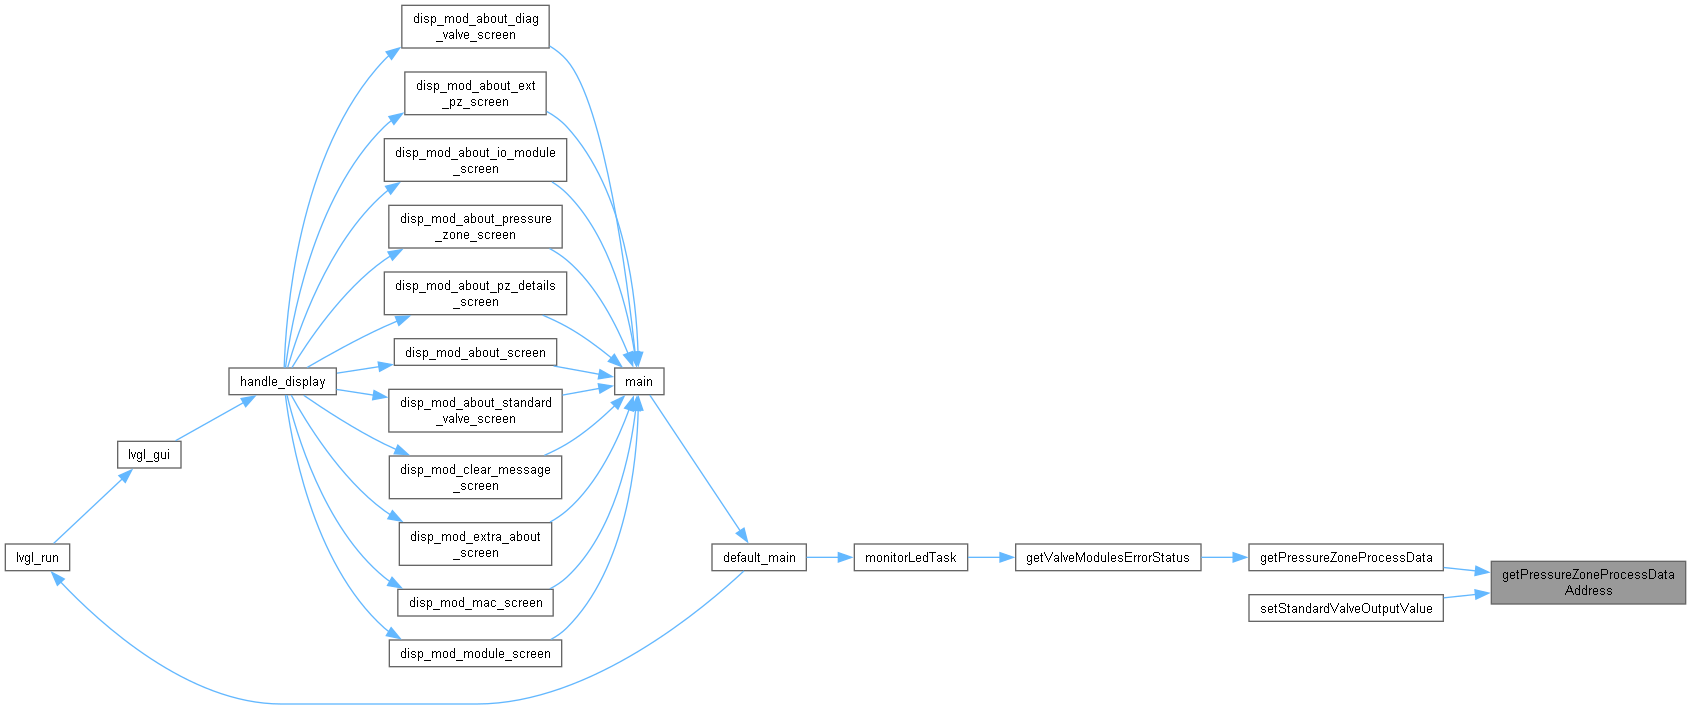 disp_mod_about_diag
_valve_screen
disp_mod_about_ext
_pz_screen
disp_mod_about_io_module
_screen
disp_mod_about_pressure
_zone_screen
disp_mod_about_pz_details
_screen
disp_mod_about_screen
handle_display
main
disp_mod_about_standard
_valve_screen
lvgl_gui
disp_mod_clear_message
_screen
disp_mod_extra_about
_screen
lvgl_run
default_main
monitorLedTask
getValveModulesErrorStatus
getPressureZoneProcessData
getPressureZoneProcessData
Address
disp_mod_mac_screen
setStandardValveOutputValue
disp_mod_module_screen